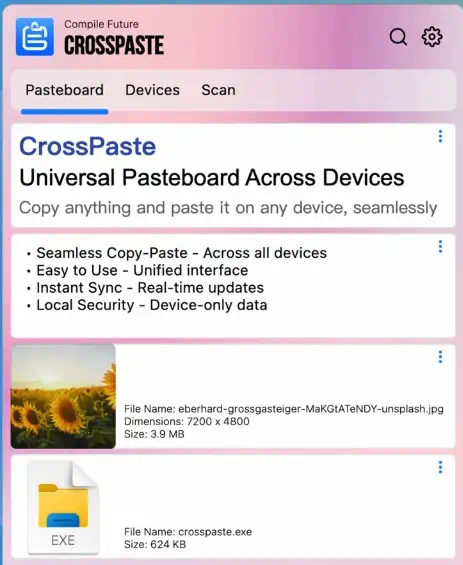 Compile Future
CROSSPASTE
Pasteboard Devices Scan
CrossPaste
Universal Pasteboard Across Devices
Copy anything and paste it on any device, seamlessly
• Seamless Copy-Paste - Across all devices
• Easy to Use - Unified interface
• Instant Sync - Real-time updates
• Local Security - Device-only data
File Name: eberhard-grossgasteiger-MaKGtATeNDY-unsplash.jpg
Dimensions: 7200 x 4800
Size: 3.9 MB
EXE
File Name: crosspaste.exe
Size: 624 KB